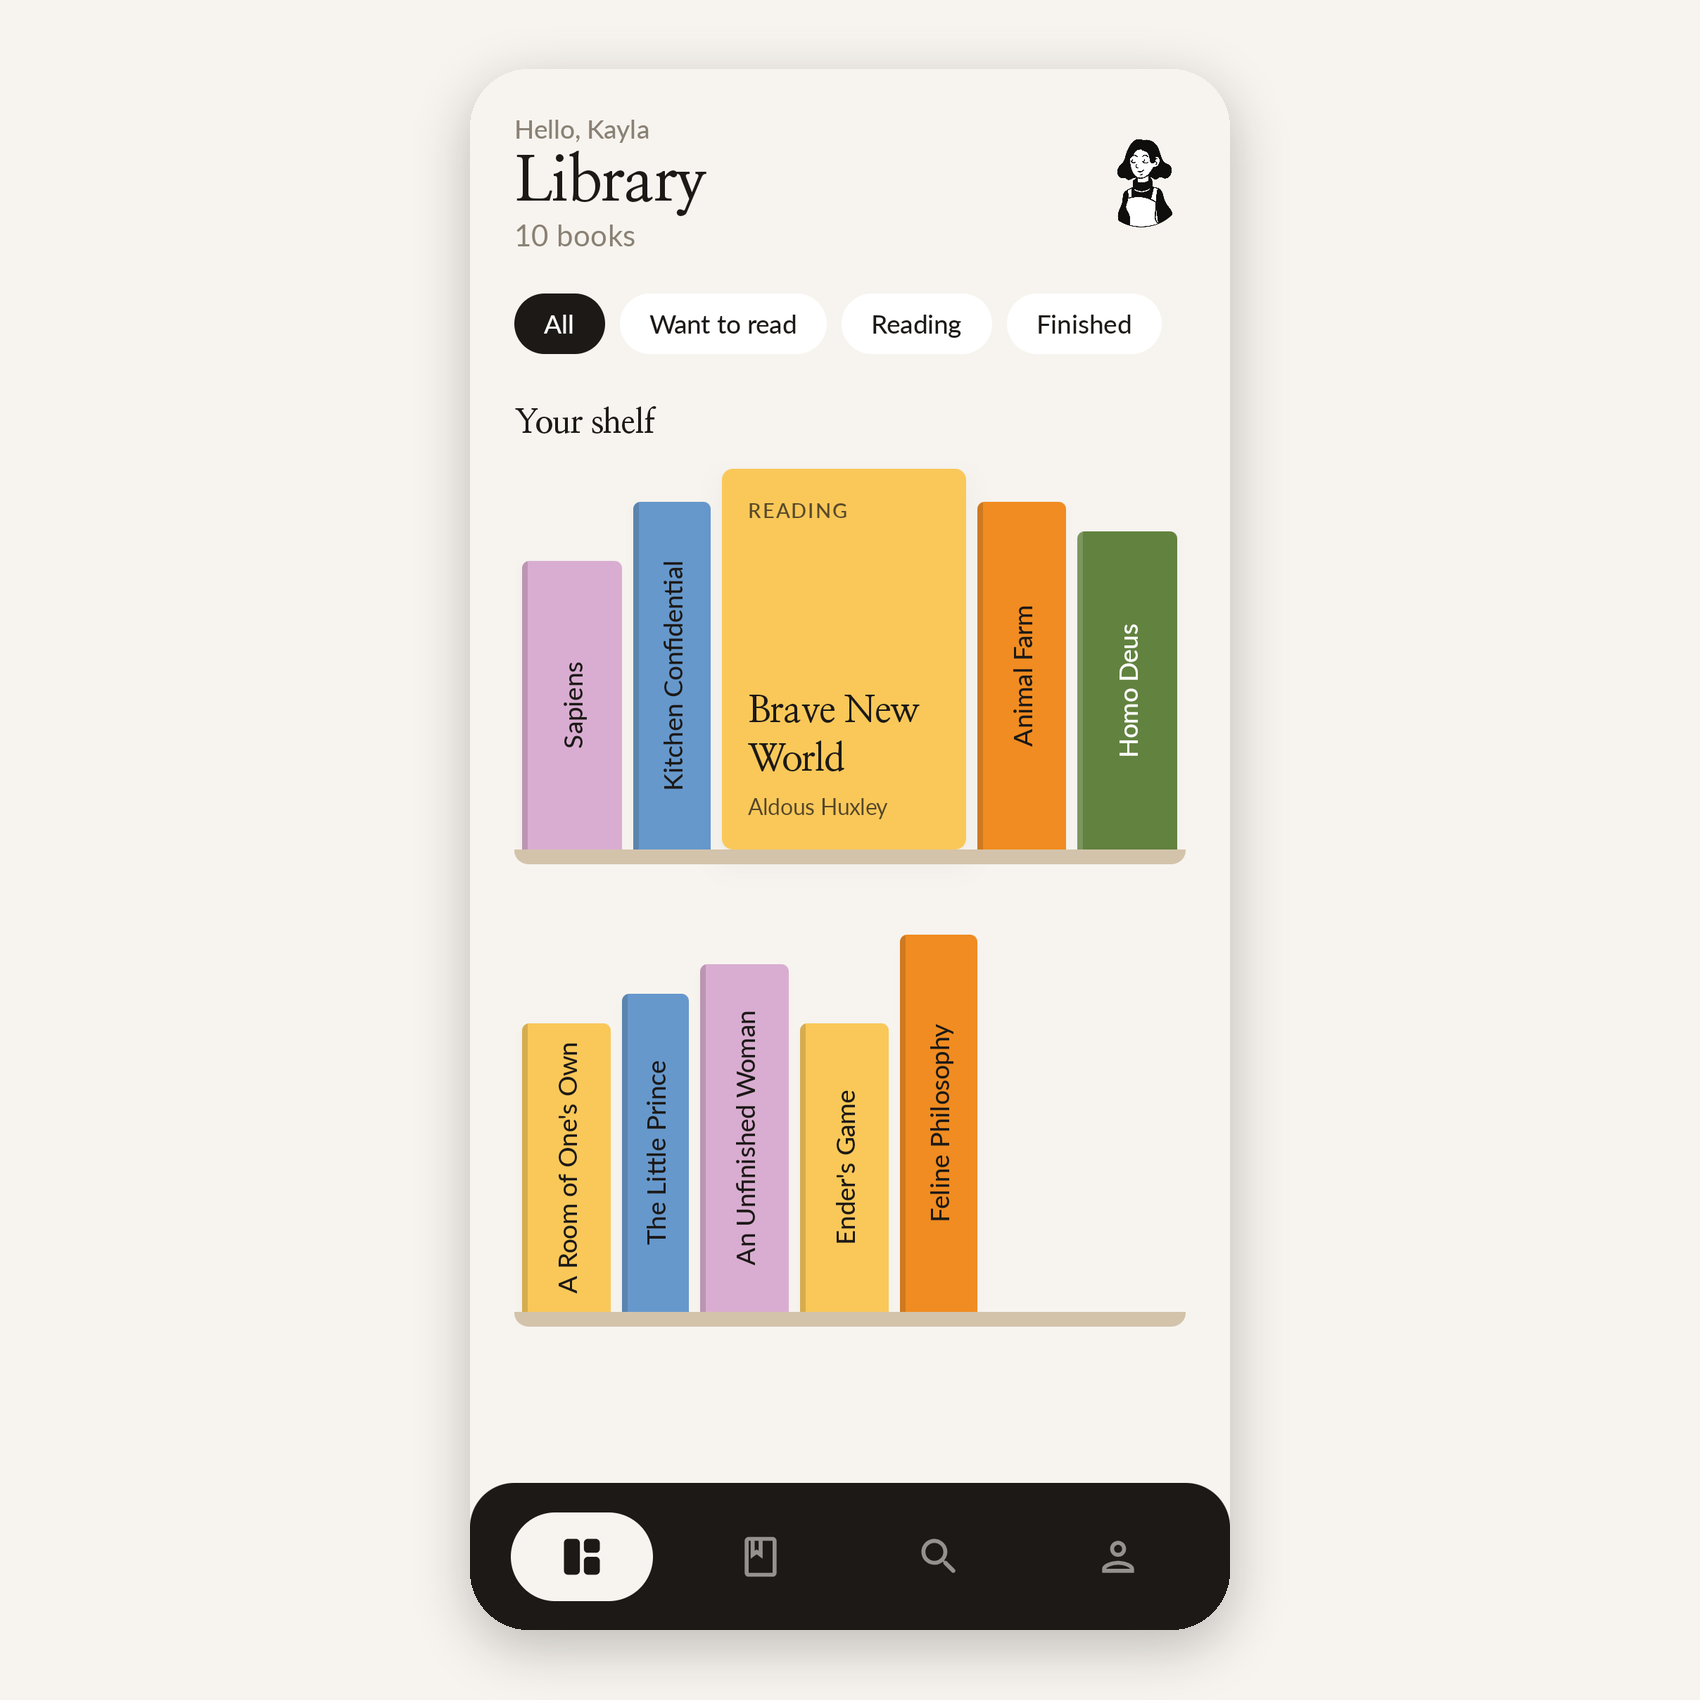 Hello, Kayla
Library
10 books
All
Want to read
Reading
Finished
Your shelf
Sapiens
Kitchen Confidential
READING
Brave New
World
Aldous Huxley
Animal Farm
Homo Deus
A Room of One's Own
The Little Prince
An Unfinished Woman
Ender's Game
Feline Philosophy